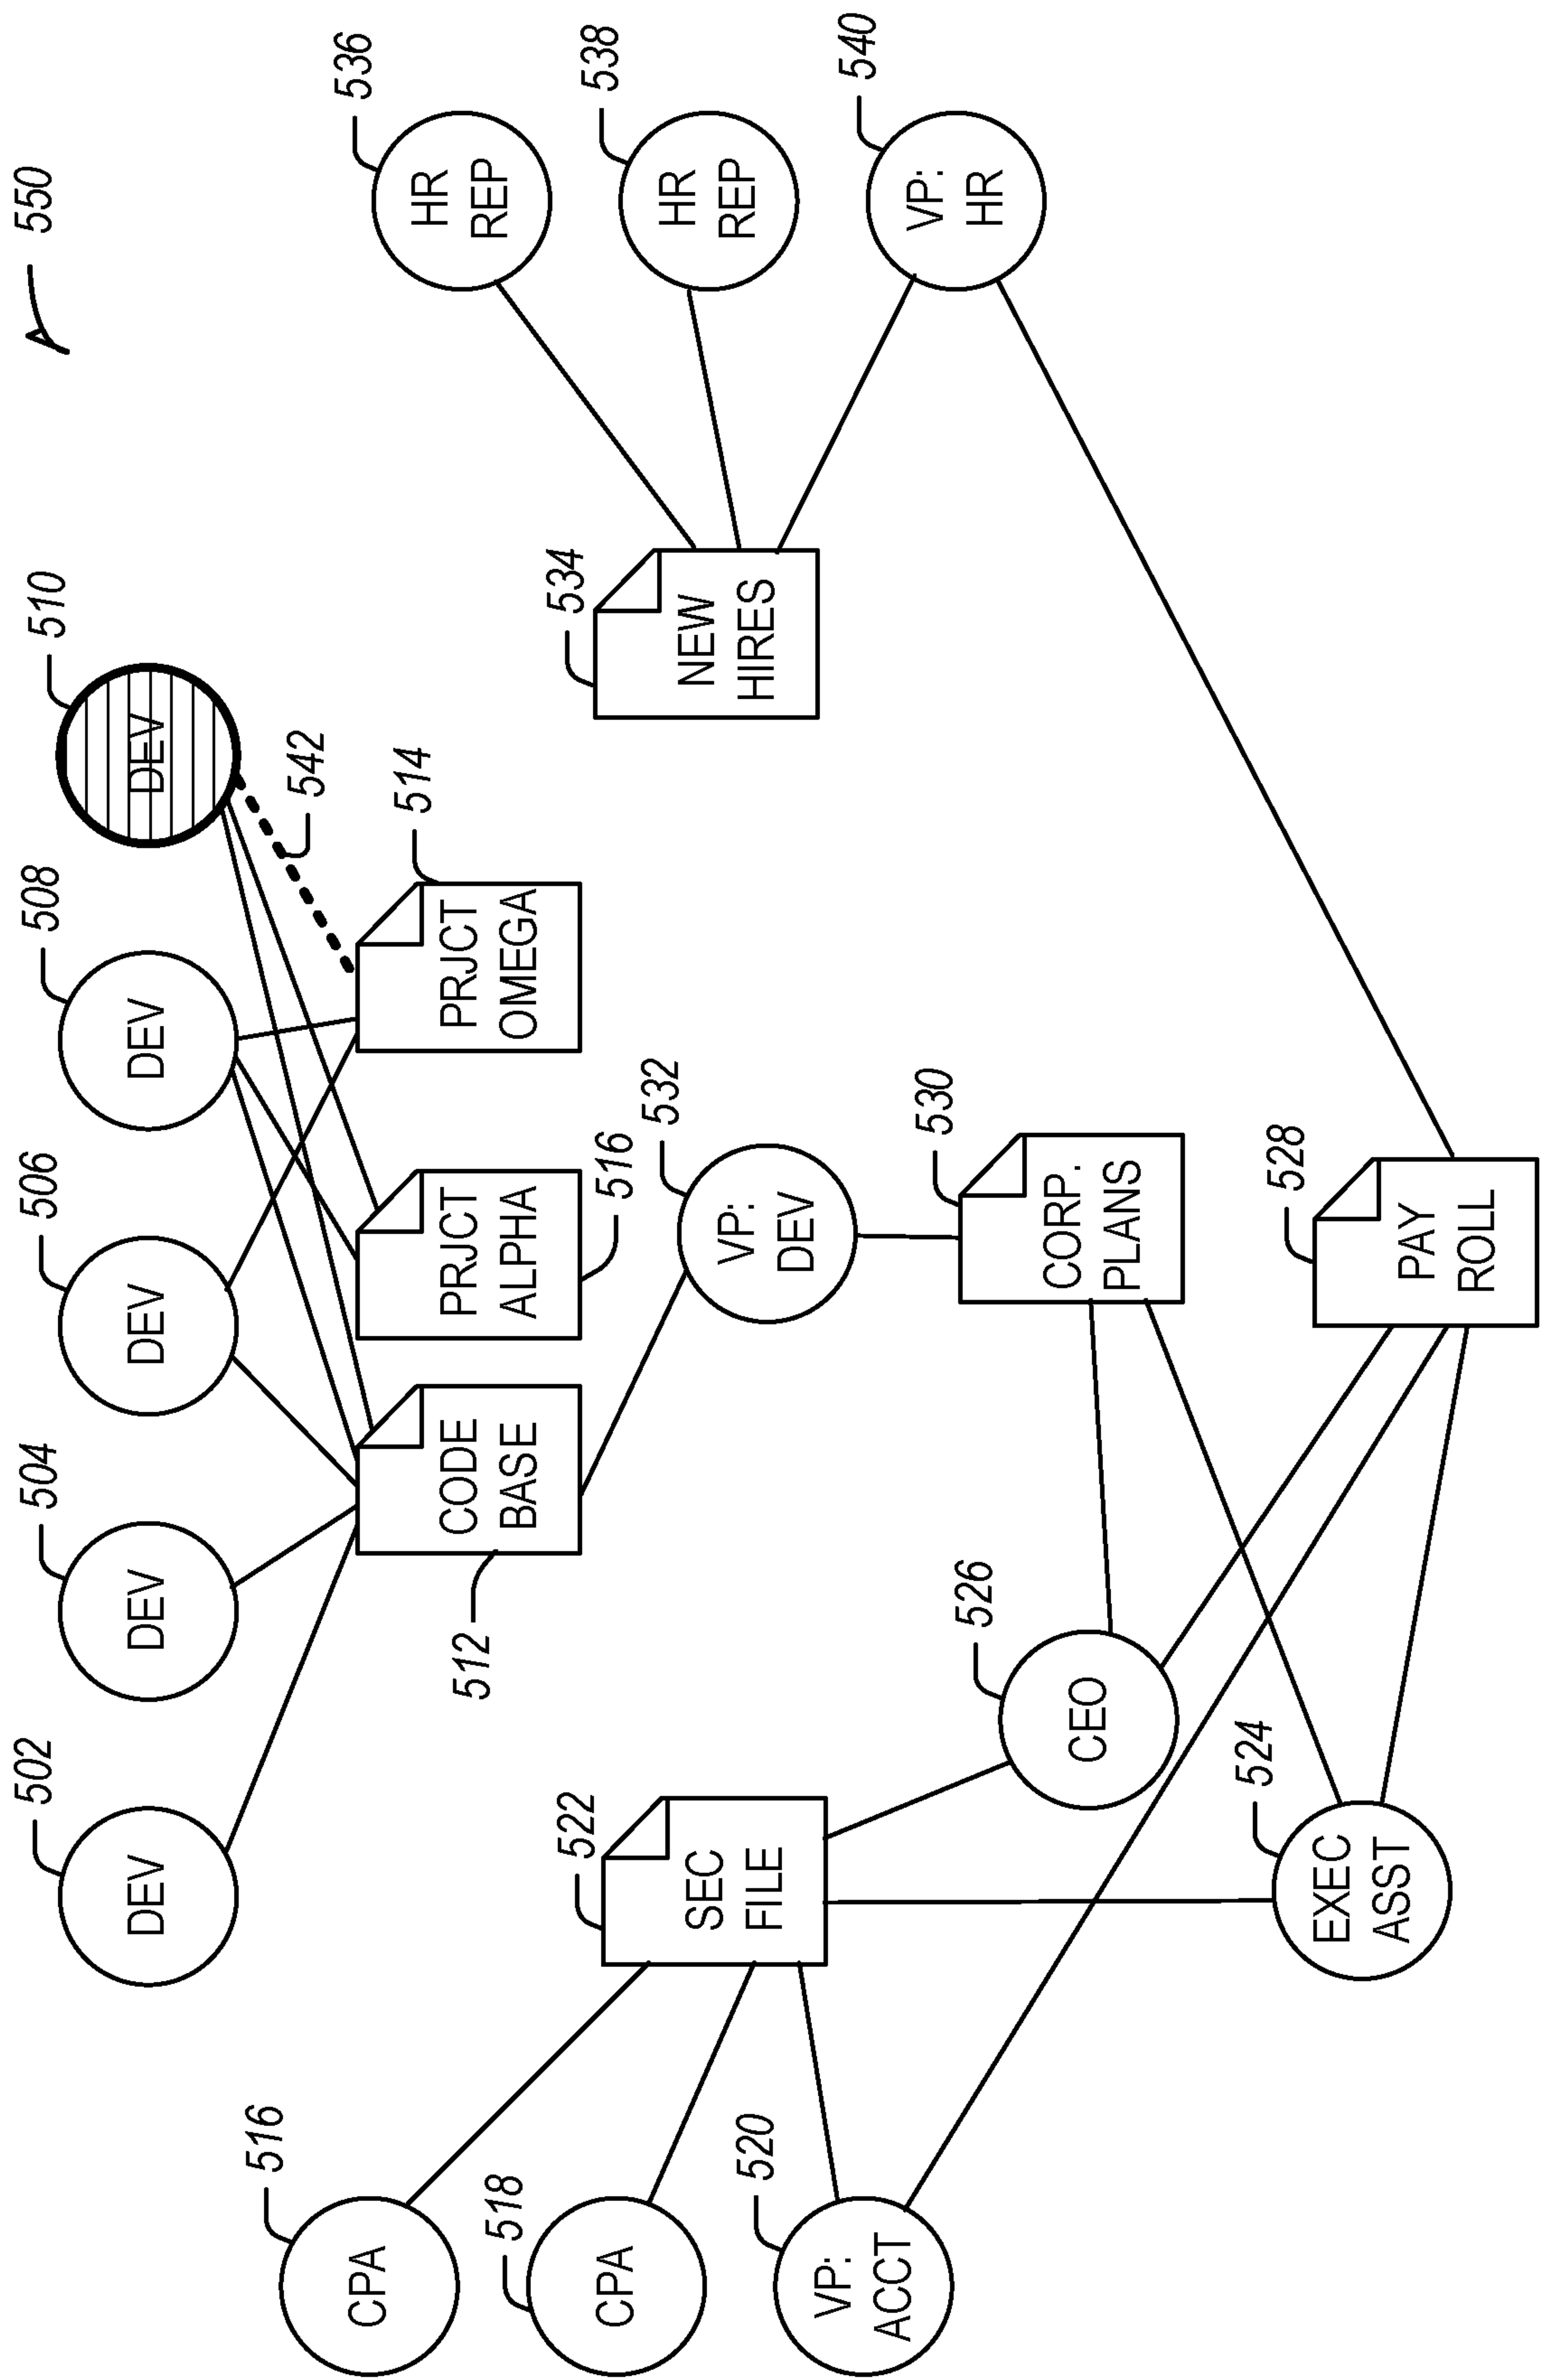 550
502
DEV
504
DEV
506
DEV
508
DEV
510
DEV
542
516
CPA
518
CPA
520
VP:
ACCT
512
CODE
BASE
PRJCT
ALPHA
516
514
PRJCT
OMEGA
536
HR
REP
538
HR
REP
540
VP:
HR
534
NEW
HIRES
522
SEC
FILE
532
VP:
DEV
526
CEO
530
CORP.
PLANS
524
EXEC
ASST
528
PAY
ROLL